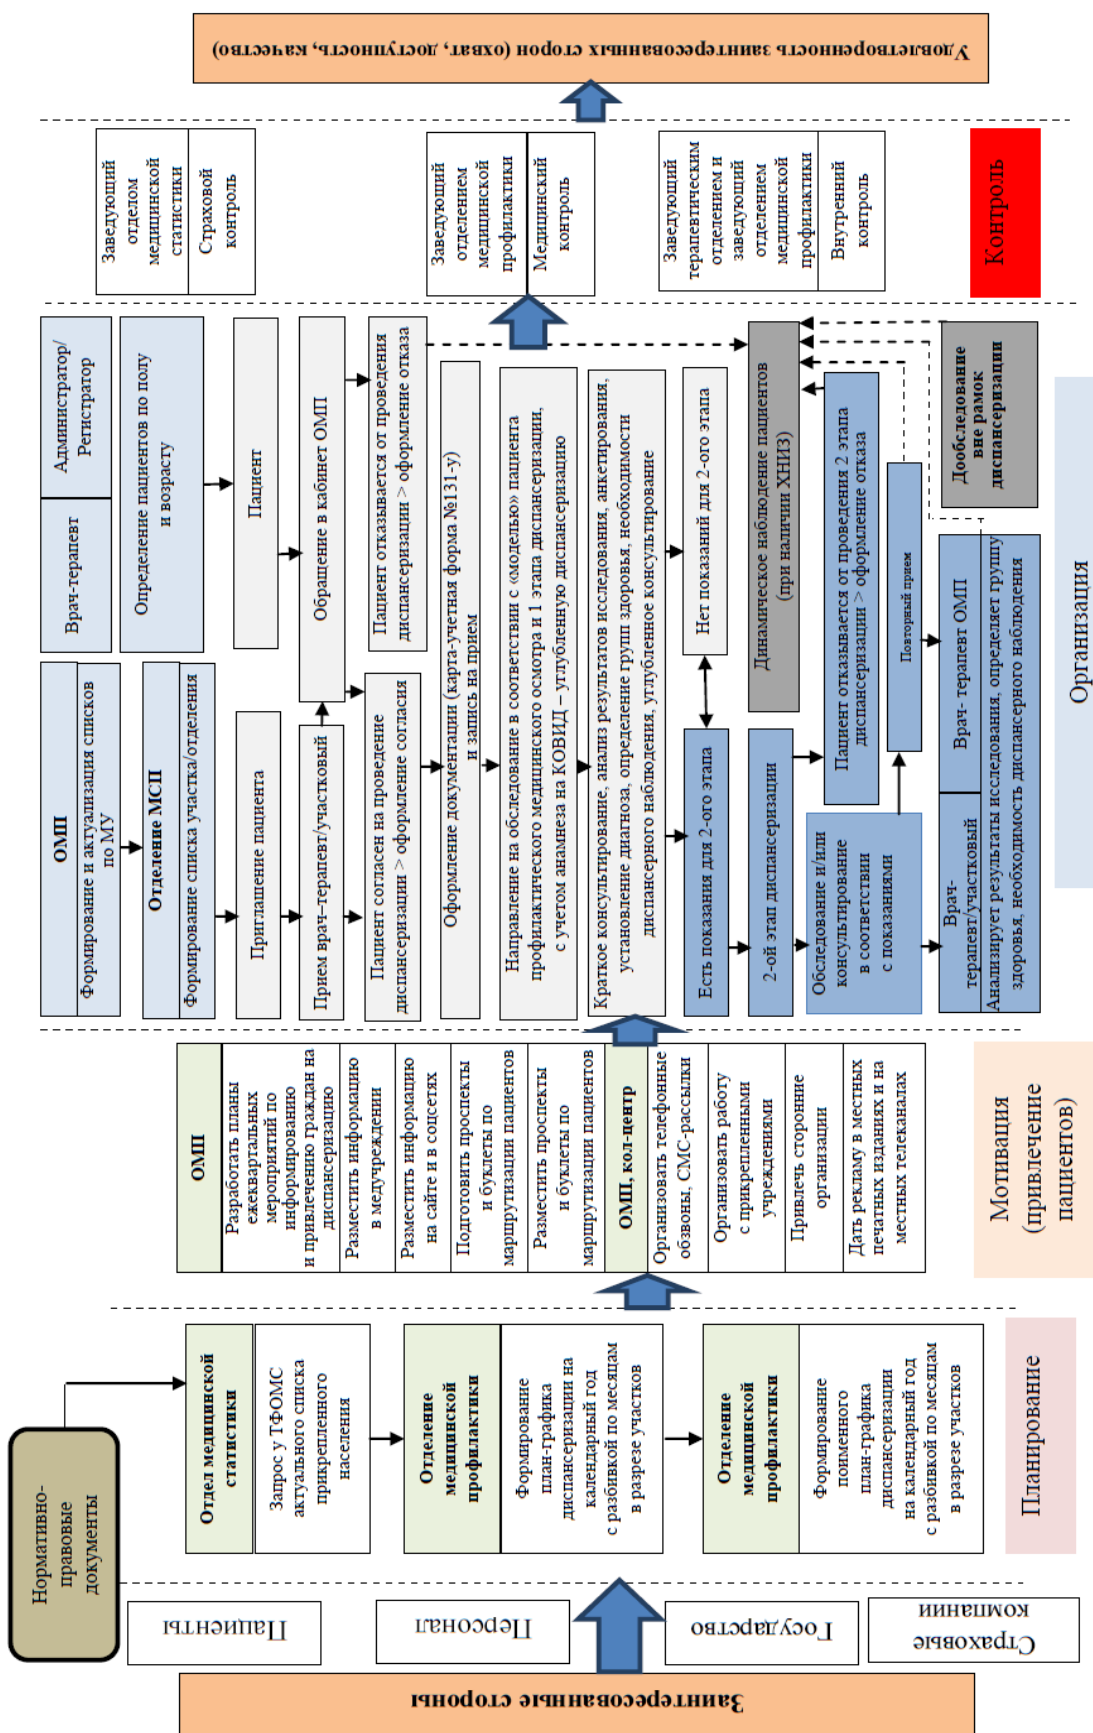 Заинтересованные стороны
Пациенты
Персонал
Государство
Страховые
компании
Нормативно-
правовые
документы
Отдел медицинской
статистики
Запрос у ТФОМС
актуального списка
прикрепленного
населения
Отделение
медицинской
профилактики
Формирование
план-графика
диспансеризации на
календарный год
с разбивкой по месяцам
в разрезе участков
Отделение
медицинской
профилактики
Формирование
поименного
план-графика
диспансеризации
на календарный год
с разбивкой по месяцам
в разрезе участков
Планирование
ОМП
Разработать планы
ежеквартальных
мероприятий по
информированию
и привлечению граждан на
диспансеризацию
Разместить информацию
в медучреждении
Разместить информацию
на сайте и в соцсетях
Подготовить проспекты
и буклеты по
маршрутизации пациентов
Разместить проспекты
и буклеты по
маршрутизации пациентов
ОМП, кол-центр
Организовать телефонные
обзвоны, СМС-рассылки
Организовать работу
с прикрепленными
учреждениями
Привлечь сторонние
организации
Дать рекламу в местных
печатных изданиях и на
местных телеканалах
Мотивация
(привлечение
пациентов)
ОМП
Формирование и актуализация списков
по МУ
Врач-терапевт
Администратор/
Регистратор
Отделение МСП
Формирование списка участка/отделения
Определение пациентов по полу
и возрасту
Приглашение пациента
Пациент
Прием врач-терапевт/участковый
Обращение в кабинет ОМП
Пациент согласен на проведение
диспансеризации > оформление согласия
Пациент отказывается от проведения
диспансеризации > оформление отказа
Оформление документации (карта-учетная форма №131-у)
и запись на прием
Направление на обследование в соответствии с «моделью» пациента
профилактического медицинского осмотра и 1 этапа диспансеризации,
с учетом анамнеза на КОВИД – углубленную диспансеризацию
Краткое консультирование, анализ результатов исследования, анкетирования,
установление диагноза, определение групп здоровья, необходимости
диспансерного наблюдения, углубленное консультирование
Есть показания для 2-ого этапа
Нет показаний для 2-ого этапа
2-ой этап диспансеризации
Динамическое наблюдение пациентов
(при наличии ХНИЗ)
Обследование и/или
консультирование
в соответствии
с показаниями
Пациент отказывается от проведения 2 этапа
диспансеризации > оформление отказа
Повторный прием
Врач-
терапевт/участковый
Врач- терапевт ОМП
Анализирует результаты исследования, определяет группу
здоровья, необходимость диспансерного наблюдения
Дообследование
вне рамок
диспансеризации
Организация
Заведующий
отделом
медицинской
статистики
Страховой
контроль
Заведующий
отделением
медицинской
профилактики
Медицинский
контроль
Заведующий
терапевтическим
отделением и
заведующий
отделением
медицинской
профилактики
Внутренний
контроль
Контроль
Удовлетворенность заинтересованных сторон (охват, доступность, качество)